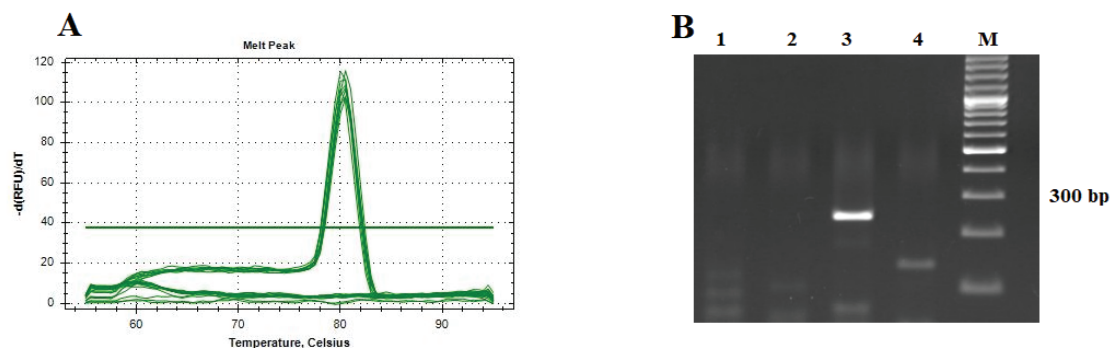 A
Melt Peak
120
100
80
60
40
20
0
-d(RFU)/dT
60 70 80 90
Temperature, Celsius
B
1 2 3 4 M
300 bp